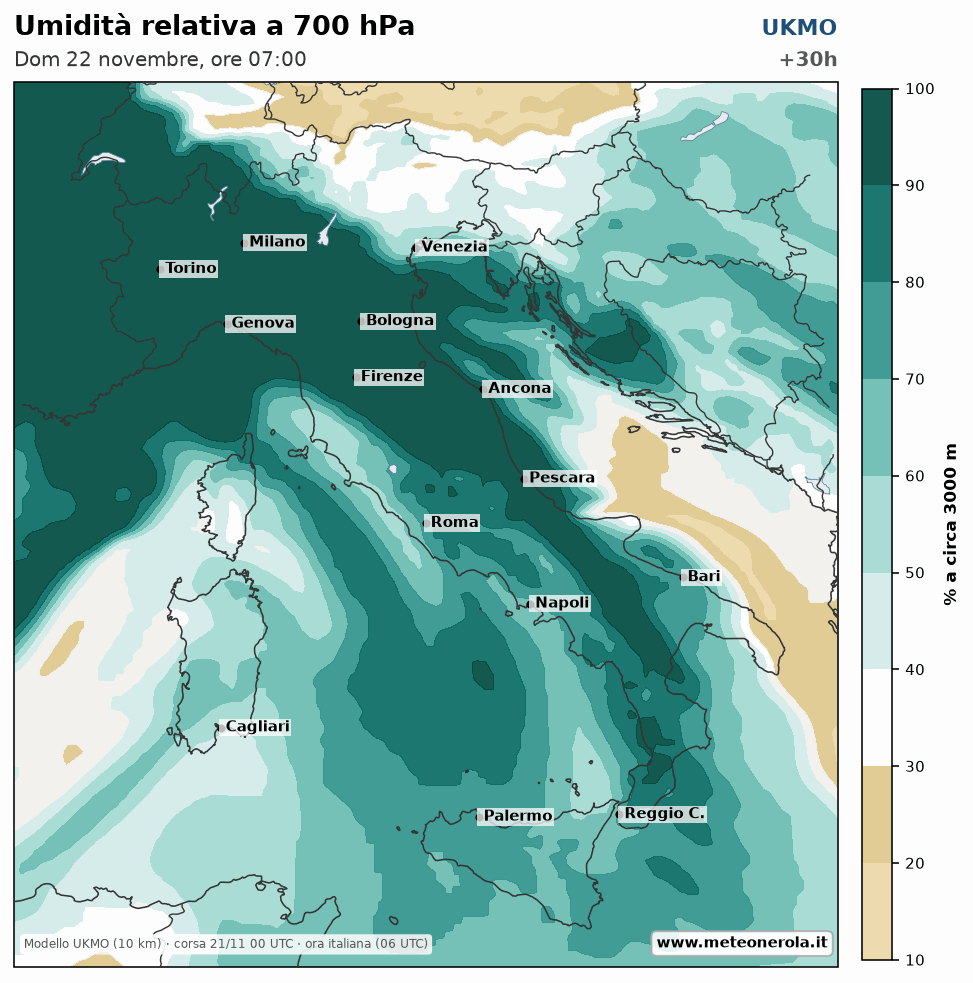 Umidità relativa a 700 hPa
UKMO
Dom 22 novembre, ore 07:00
+30h
100
90
80
70
60
50
40
30
20
10
% a circa 3000 m
Milano
Venezia
Torino
Genova
Bologna
Firenze
Ancona
Pescara
Roma
Bari
Napoli
Cagliari
Palermo
Reggio C.
Modello UKMO (10 km) · corsa 21/11 00 UTC · ora italiana (06 UTC)
www.meteonerola.it